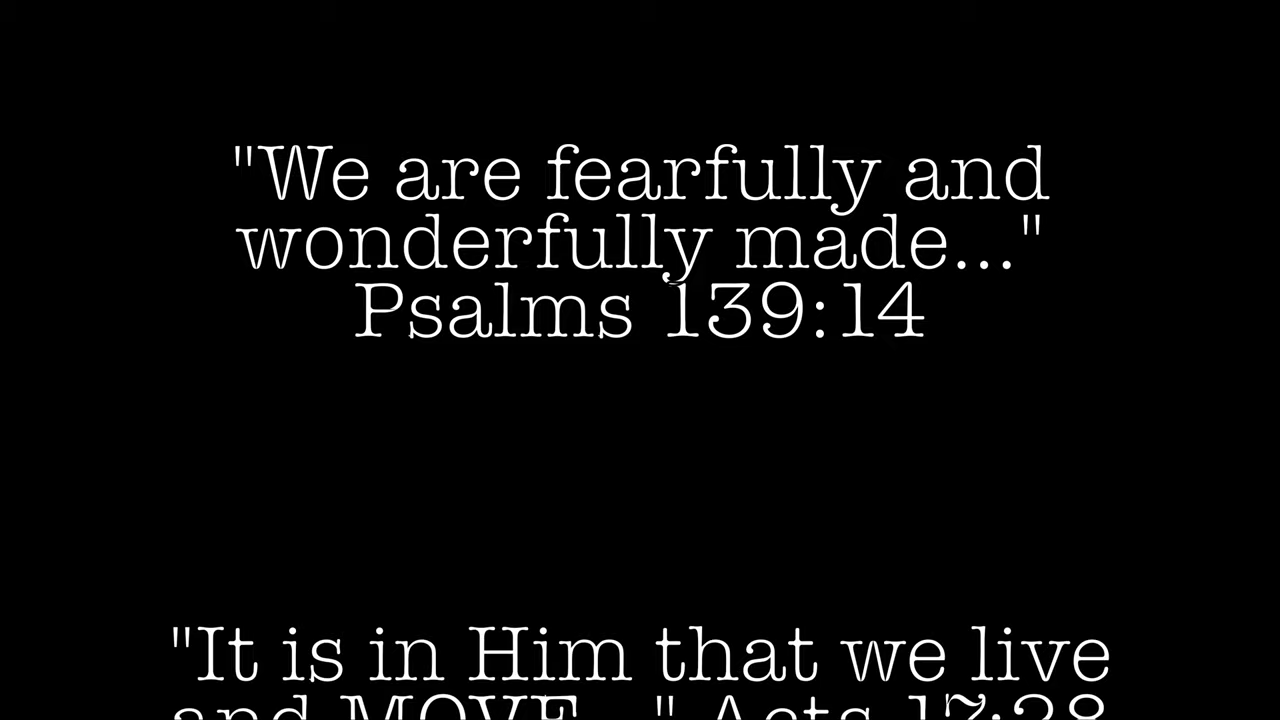 "We are fearfully and
wonderfully made..."
Psalms 139:14
"It is in Him that we live
and MOVE..." Acts 17:28